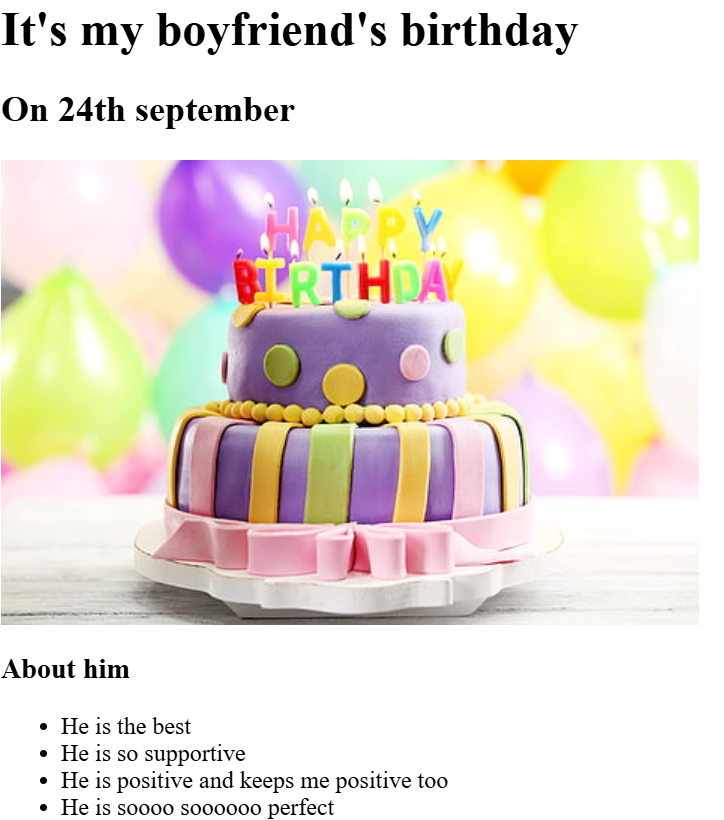 It's my boyfriend's birthday
On 24th september
HAPPY
BIRTHDAY
About him
He is the best
He is so supportive
He is positive and keeps me positive too
He is soooo soooooo perfect